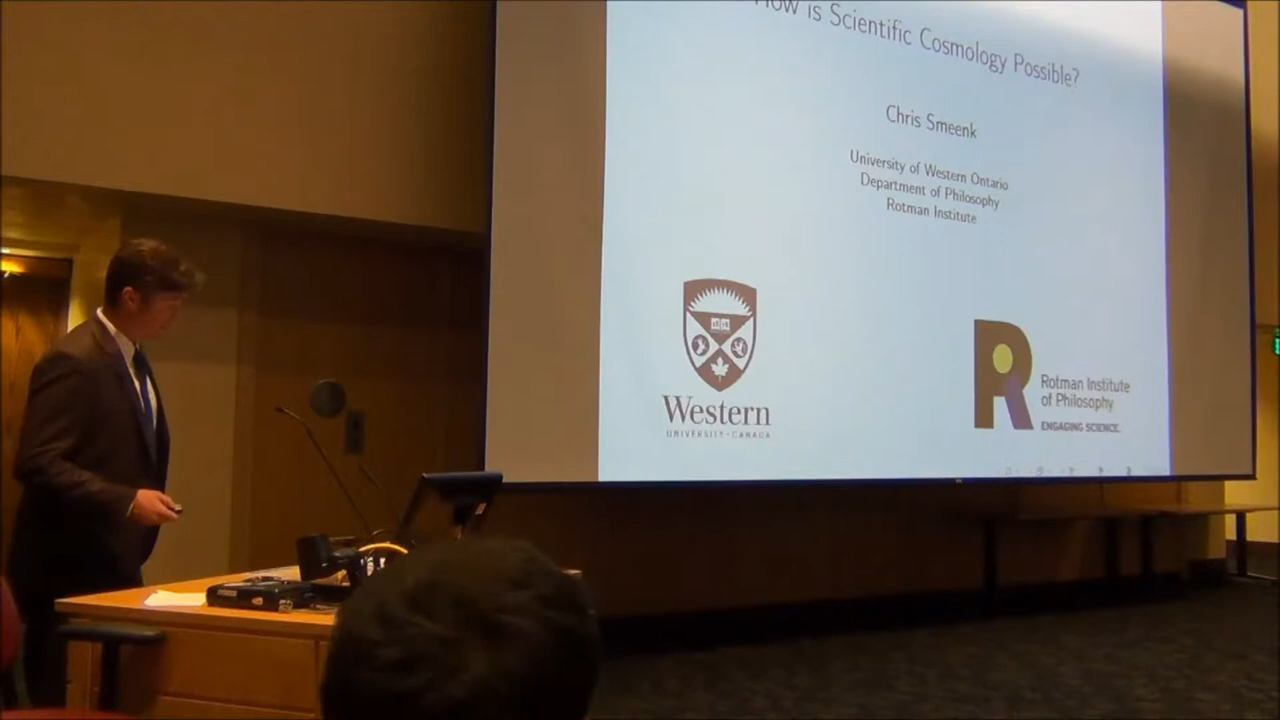 How is Scientific Cosmology Possible?
Chris Smeenk
University of Western Ontario
Department of Philosophy
Rotman Institute
Western
UNIVERSITY · CANADA
Rotman Institute
of Philosophy
ENGAGING SCIENCE.